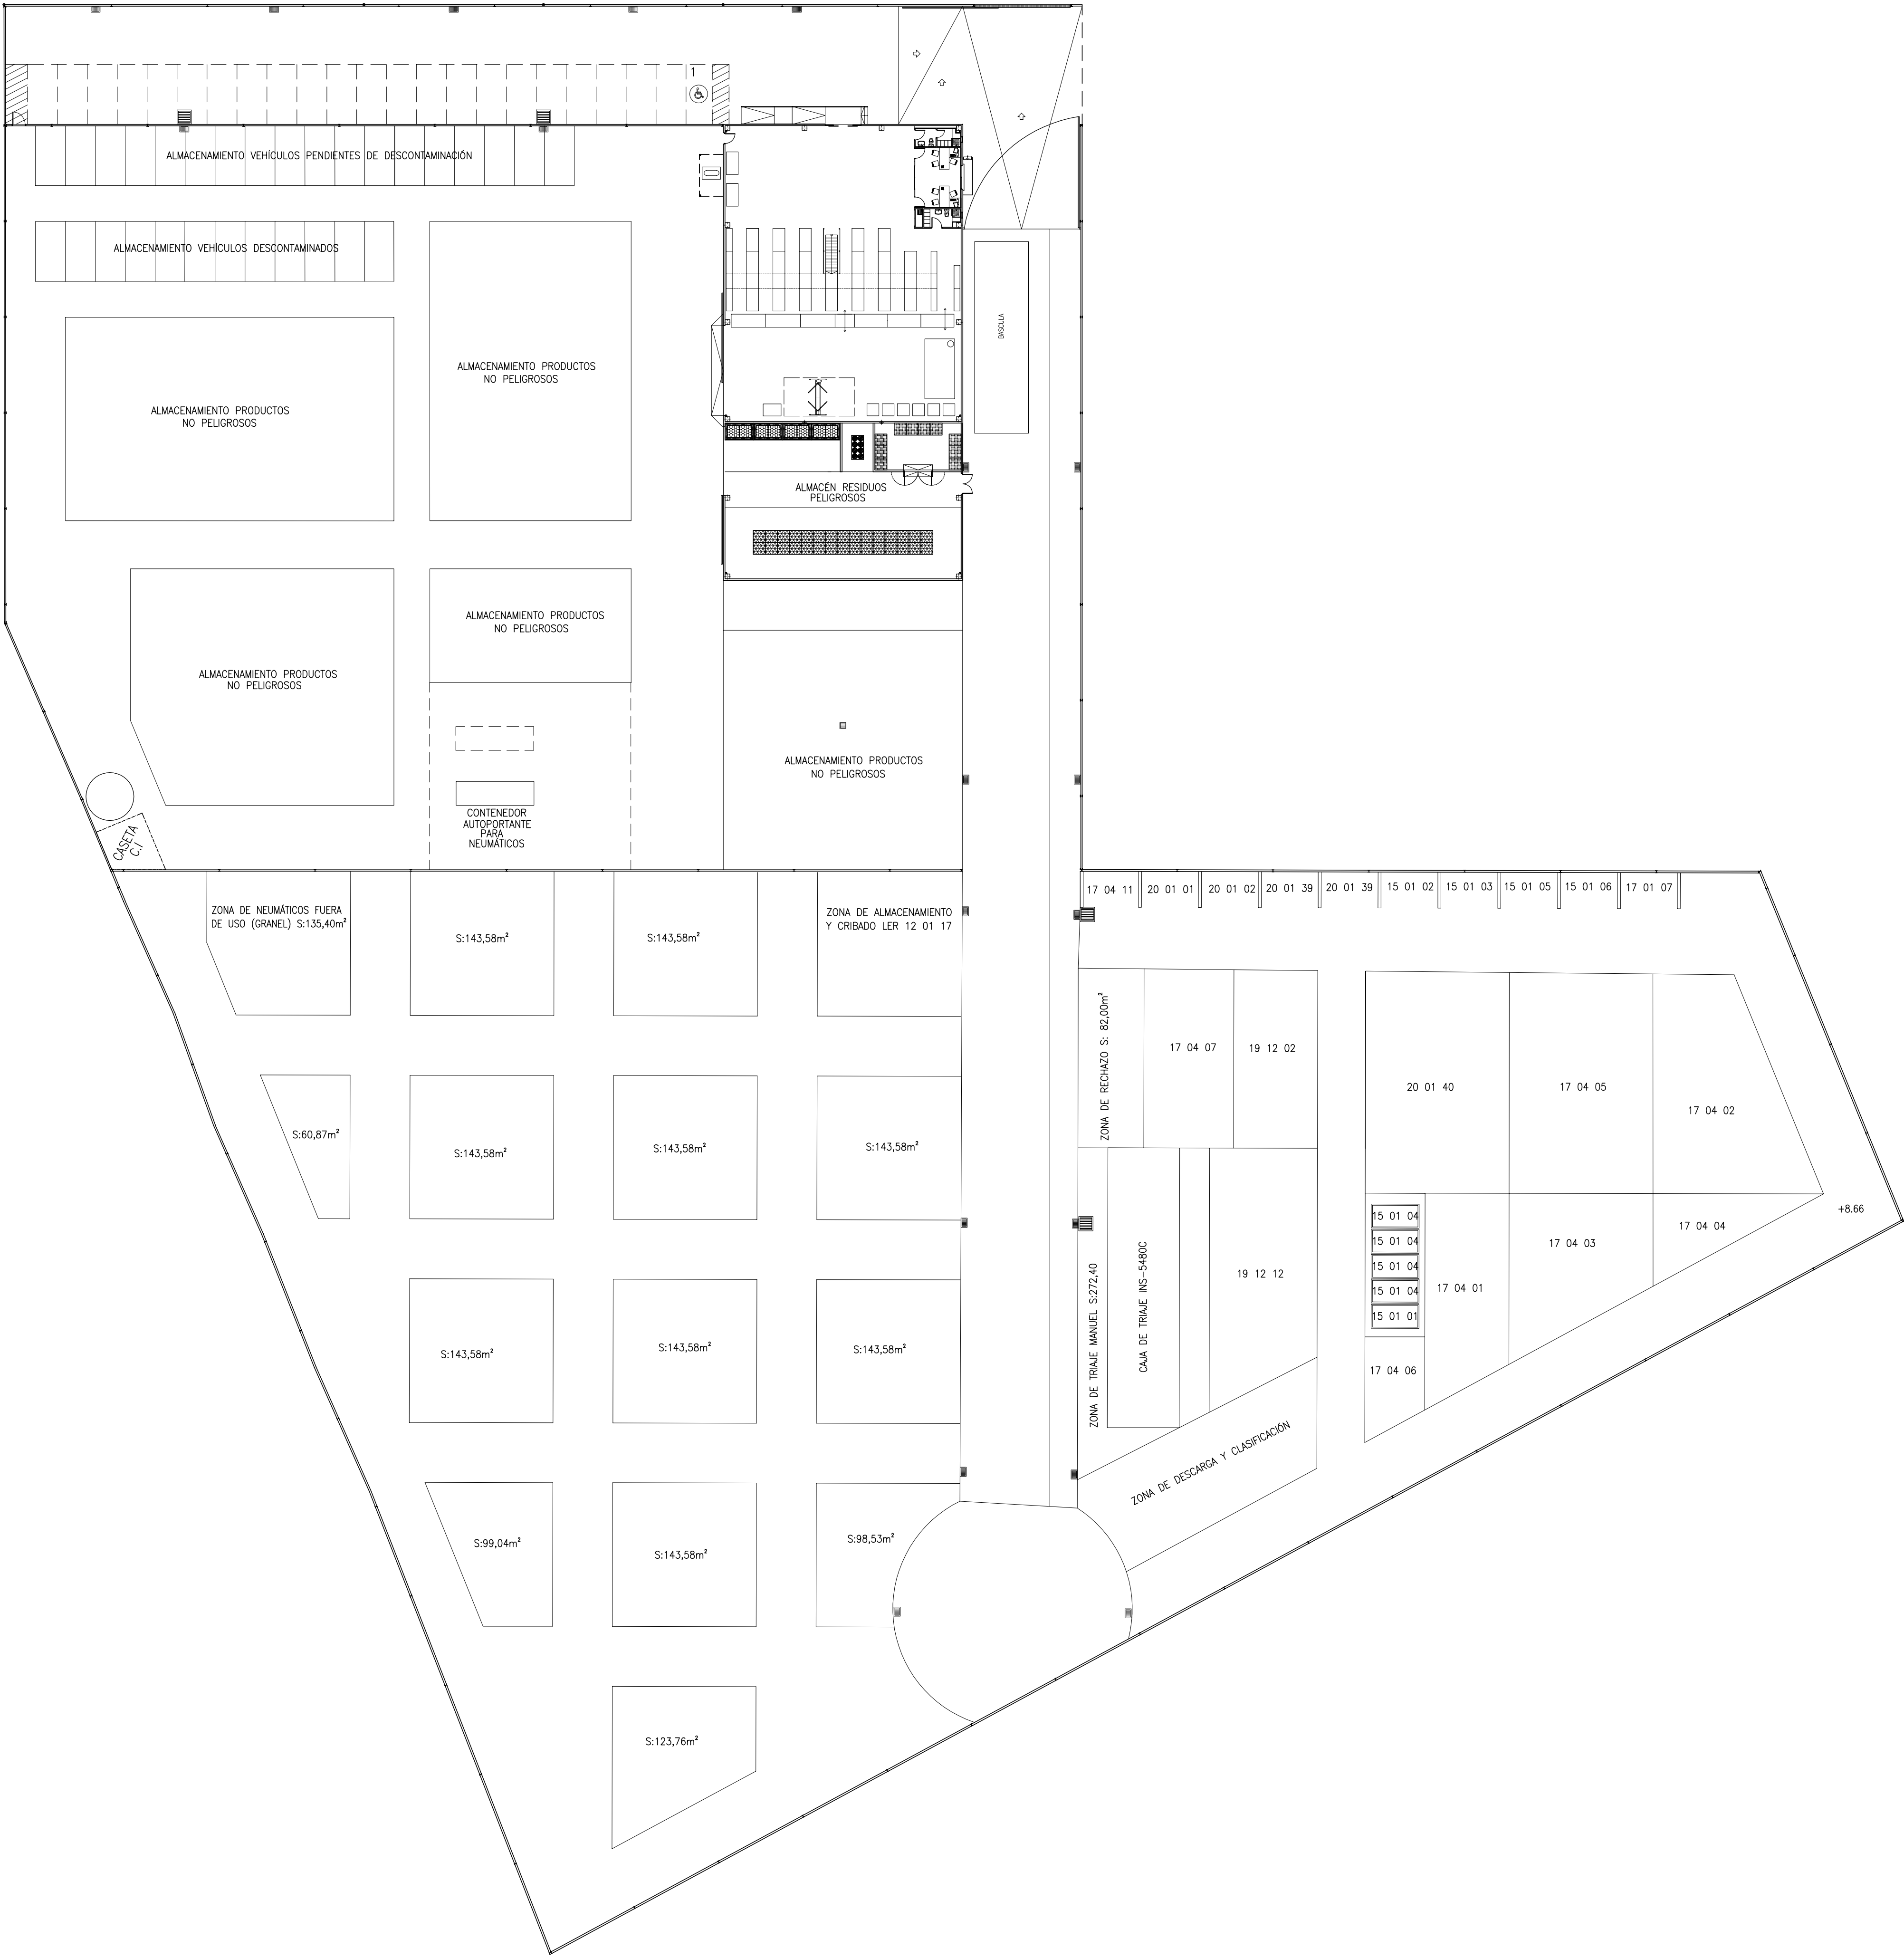 1
ALMACENAMIENTO VEHÍCULOS PENDIENTES DE DESCONTAMINACIÓN
ALMACENAMIENTO VEHÍCULOS DESCONTAMINADOS
BASCULA
ALMACENAMIENTO PRODUCTOS
NO PELIGROSOS
ALMACENAMIENTO PRODUCTOS
NO PELIGROSOS
ALMACÉN RESIDUOS
PELIGROSOS
ALMACENAMIENTO PRODUCTOS
NO PELIGROSOS
ALMACENAMIENTO PRODUCTOS
NO PELIGROSOS
ALMACENAMIENTO PRODUCTOS
NO PELIGROSOS
CONTENEDOR
AUTOPORTANTE
PARA
NEUMÁTICOS
CASETA
C.I
17 04 11
20 01 01
20 01 02
20 01 39
20 01 39
15 01 02
15 01 03
15 01 05
15 01 06
17 01 07
ZONA DE NEUMÁTICOS FUERA
DE USO (GRANEL) S:135,40m²
S:143,58m²
S:143,58m²
ZONA DE ALMACENAMIENTO
Y CRIBADO LER 12 01 17
ZONA DE RECHAZO S: 82,00m²
17 04 07
19 12 02
20 01 40
17 04 05
17 04 02
S:60,87m²
S:143,58m²
S:143,58m²
S:143,58m²
ZONA DE TRIAJE MANUEL S:272,40
CAJA DE TRIAJE INS-5480C
19 12 12
15 01 04
15 01 04
15 01 04
15 01 04
15 01 01
17 04 06
17 04 01
17 04 03
17 04 04
+8.66
S:143,58m²
S:143,58m²
S:143,58m²
ZONA DE DESCARGA Y CLASIFICACIÓN
S:99,04m²
S:143,58m²
S:98,53m²
S:123,76m²